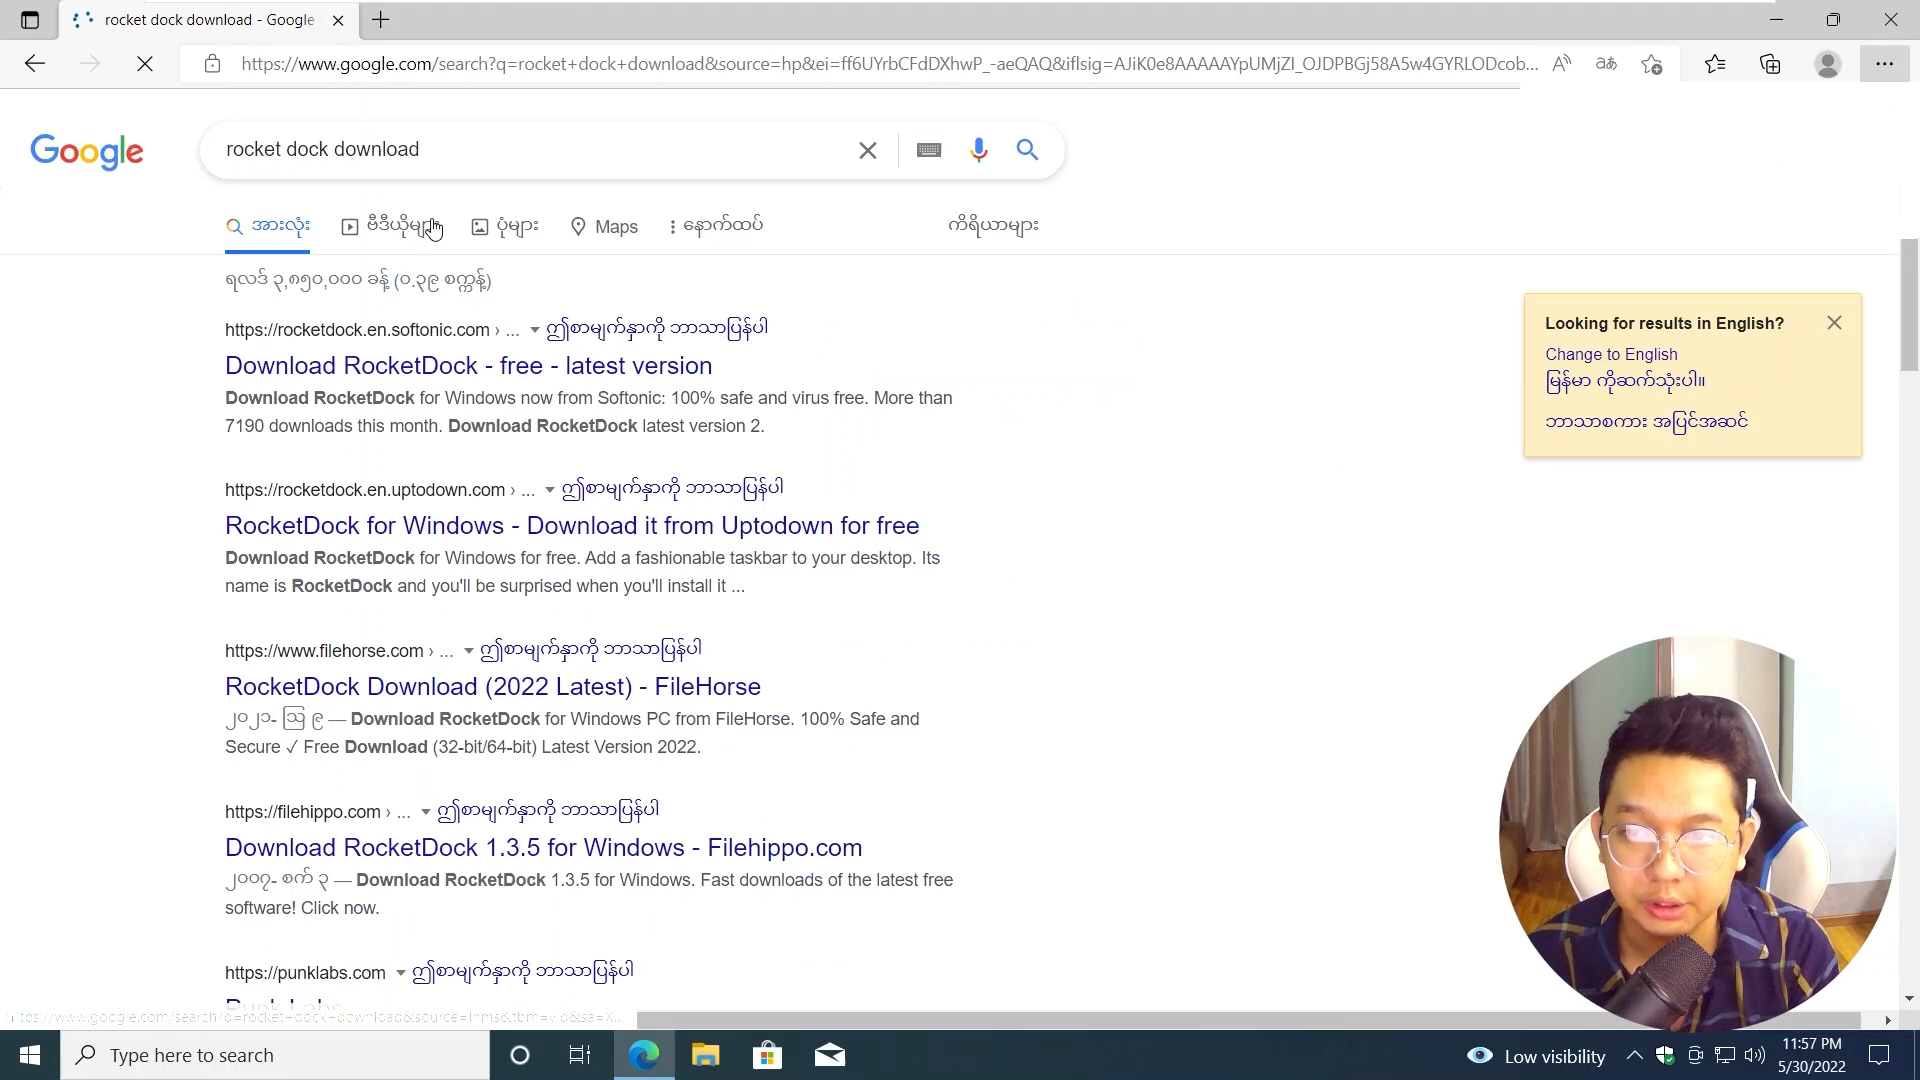 rocket dock download - Google
https://www.google.com/search?q=rocket+dock+download&source=hp&ei=ff6UYrbCFdDXhwP_-aeQAQ&iflsig=AJiK0e8AAAAAYpUMjZI_OJDPBGj58A5w4GYRLODcob...
Google
rocket dock download
အားလုံး ဗီဒီယိုများ ပုံများ Maps နောက်ထပ် ကိရိယာများ
ရလဒ် ၃,၈၅၀,၀၀၀ ခန့် (၀.၃၉ စက္ကန့်)
https://rocketdock.en.softonic.com › ... ဤစာမျက်နှာကို ဘာသာပြန်ပါ
Download RocketDock - free - latest version
Download RocketDock for Windows now from Softonic: 100% safe and virus free. More than
7190 downloads this month. Download RocketDock latest version 2.
https://rocketdock.en.uptodown.com › ... ဤစာမျက်နှာကို ဘာသာပြန်ပါ
RocketDock for Windows - Download it from Uptodown for free
Download RocketDock for Windows for free. Add a fashionable taskbar to your desktop. Its
name is RocketDock and you'll be surprised when you'll install it ...
https://www.filehorse.com › ... ဤစာမျက်နှာကို ဘာသာပြန်ပါ
RocketDock Download (2022 Latest) - FileHorse
၂၀၂၁- ဩ ၉ — Download RocketDock for Windows PC from FileHorse. 100% Safe and
Secure ✓ Free Download (32-bit/64-bit) Latest Version 2022.
https://filehippo.com › ... ဤစာမျက်နှာကို ဘာသာပြန်ပါ
Download RocketDock 1.3.5 for Windows - Filehippo.com
၂၀၀၇- စက် ၃ — Download RocketDock 1.3.5 for Windows. Fast downloads of the latest free
software! Click now.
https://punklabs.com ဤစာမျက်နှာကို ဘာသာပြန်ပါ
Looking for results in English?
Change to English
မြန်မာ ကိုဆက်သုံးပါ။
ဘာသာစကား အပြင်အဆင်
Type here to search
Low visibility
11:57 PM
5/30/2022